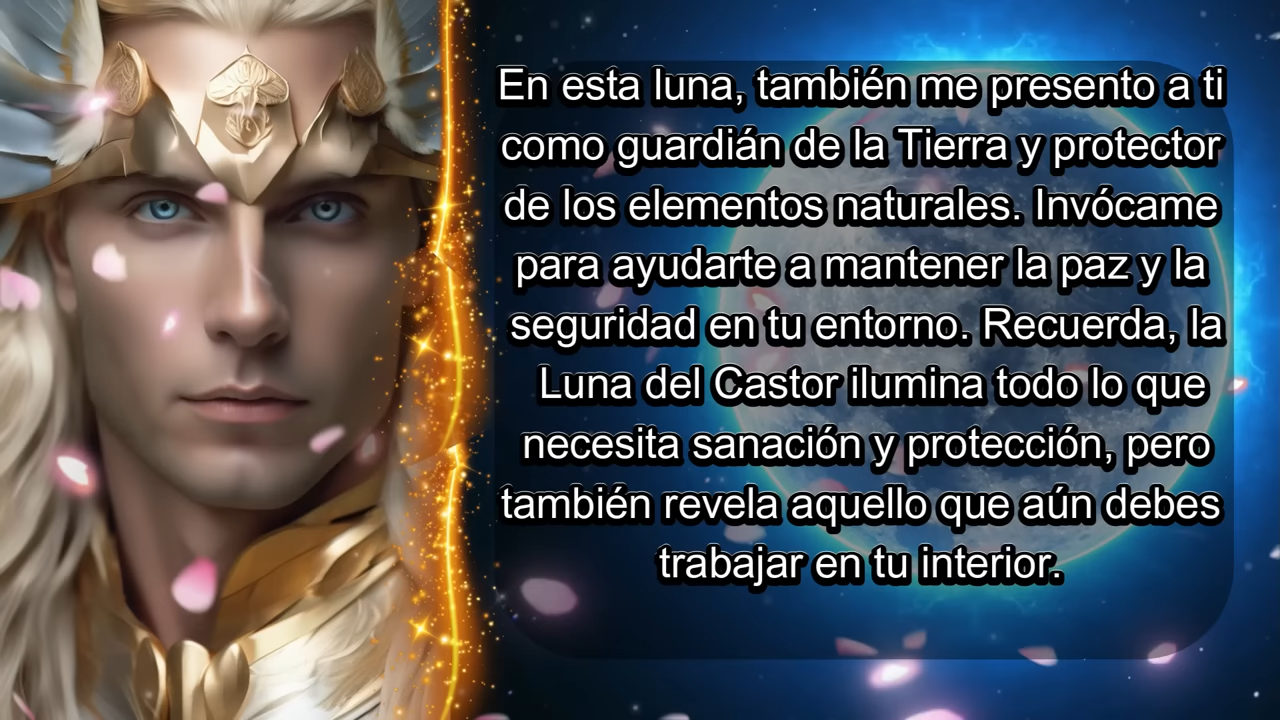 En esta luna, también me presento a ti
como guardián de la Tierra y protector
de los elementos naturales. Invócame
para ayudarte a mantener la paz y la
seguridad en tu entorno. Recuerda, la
Luna del Castor ilumina todo lo que
necesita sanación y protección, pero
también revela aquello que aún debes
trabajar en tu interior.